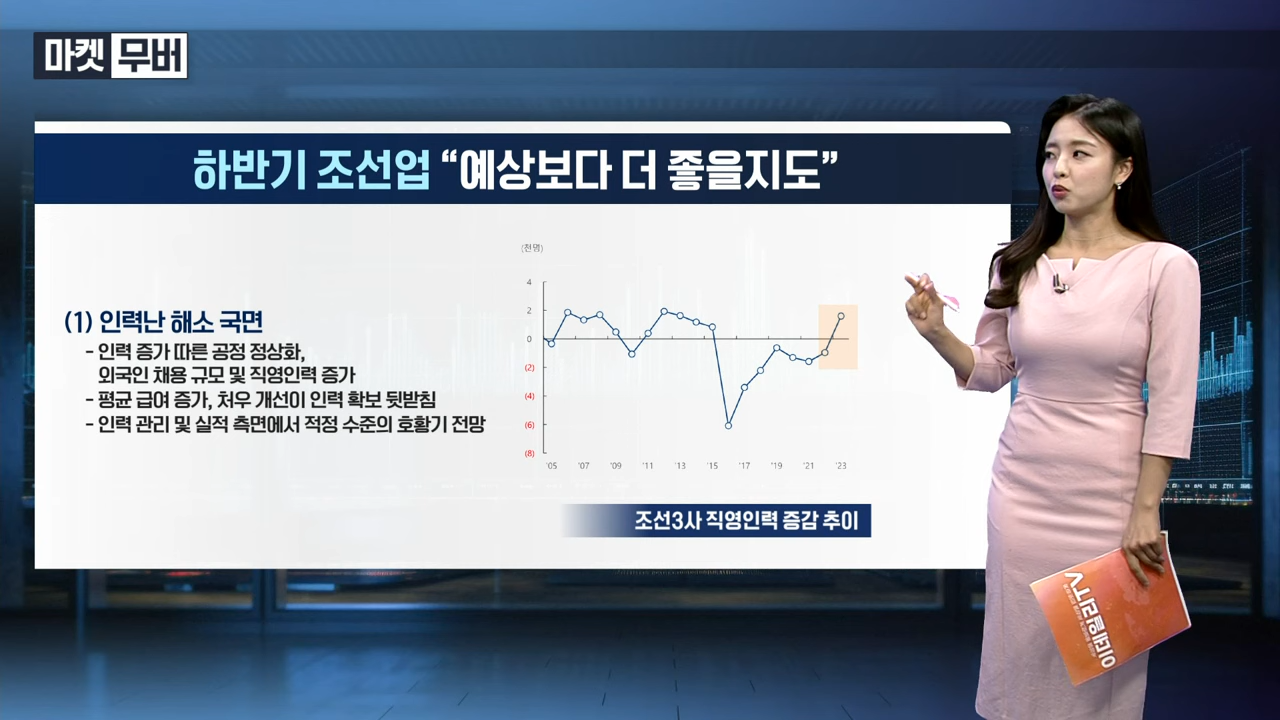 마켓무버
하반기 조선업 “예상보다 더 좋을지도”
(1) 인력난 해소 국면
- 인력 증가 따른 공정 정상화,
외국인 채용 규모 및 직영인력 증가
- 평균 급여 증가, 처우 개선이 인력 확보 뒷받침
- 인력 관리 및 실적 측면에서 적정 수준의 호황기 전망
(천명)
4
2
0
(2)
(4)
(6)
(8)
'05 '07 '09 '11 '13 '15 '17 '19 '21 '23
조선3사 직영인력 증감 추이
이데일리TV